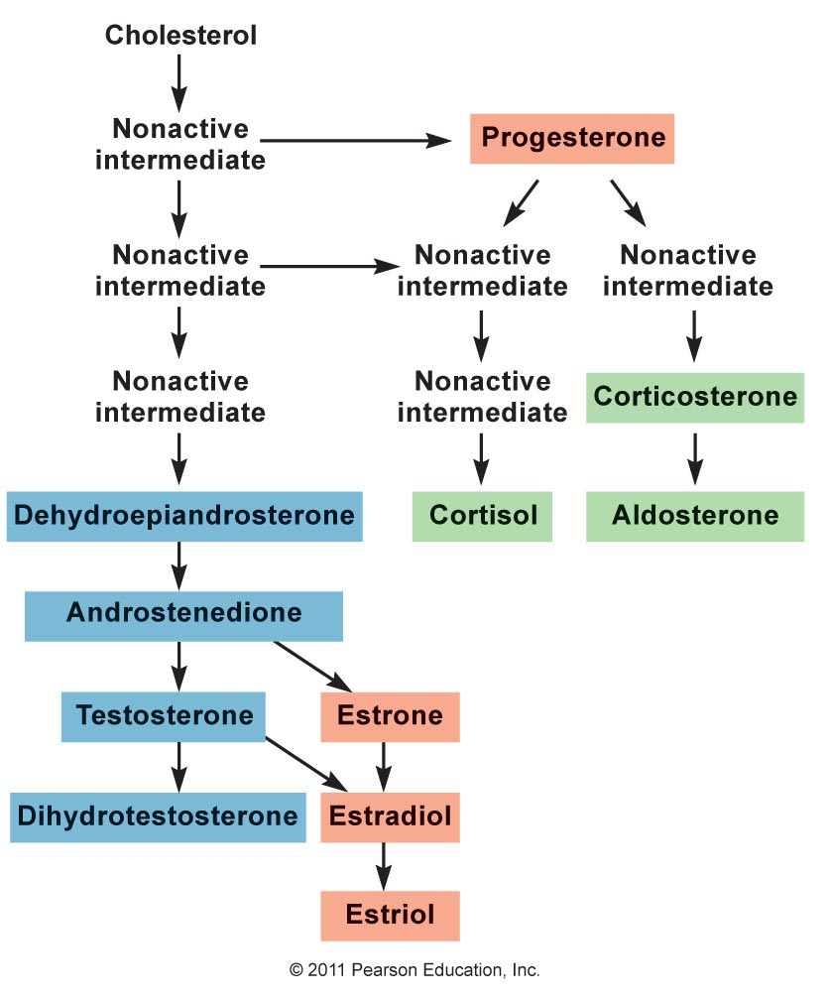 Cholesterol
Nonactive
intermediate
Progesterone
Nonactive
intermediate
Nonactive
intermediate
Nonactive
intermediate
Nonactive
intermediate
Nonactive
intermediate
Corticosterone
Dehydroepiandrosterone
Cortisol
Aldosterone
Androstenedione
Testosterone
Estrone
Dihydrotestosterone
Estradiol
Estriol
© 2011 Pearson Education, Inc.